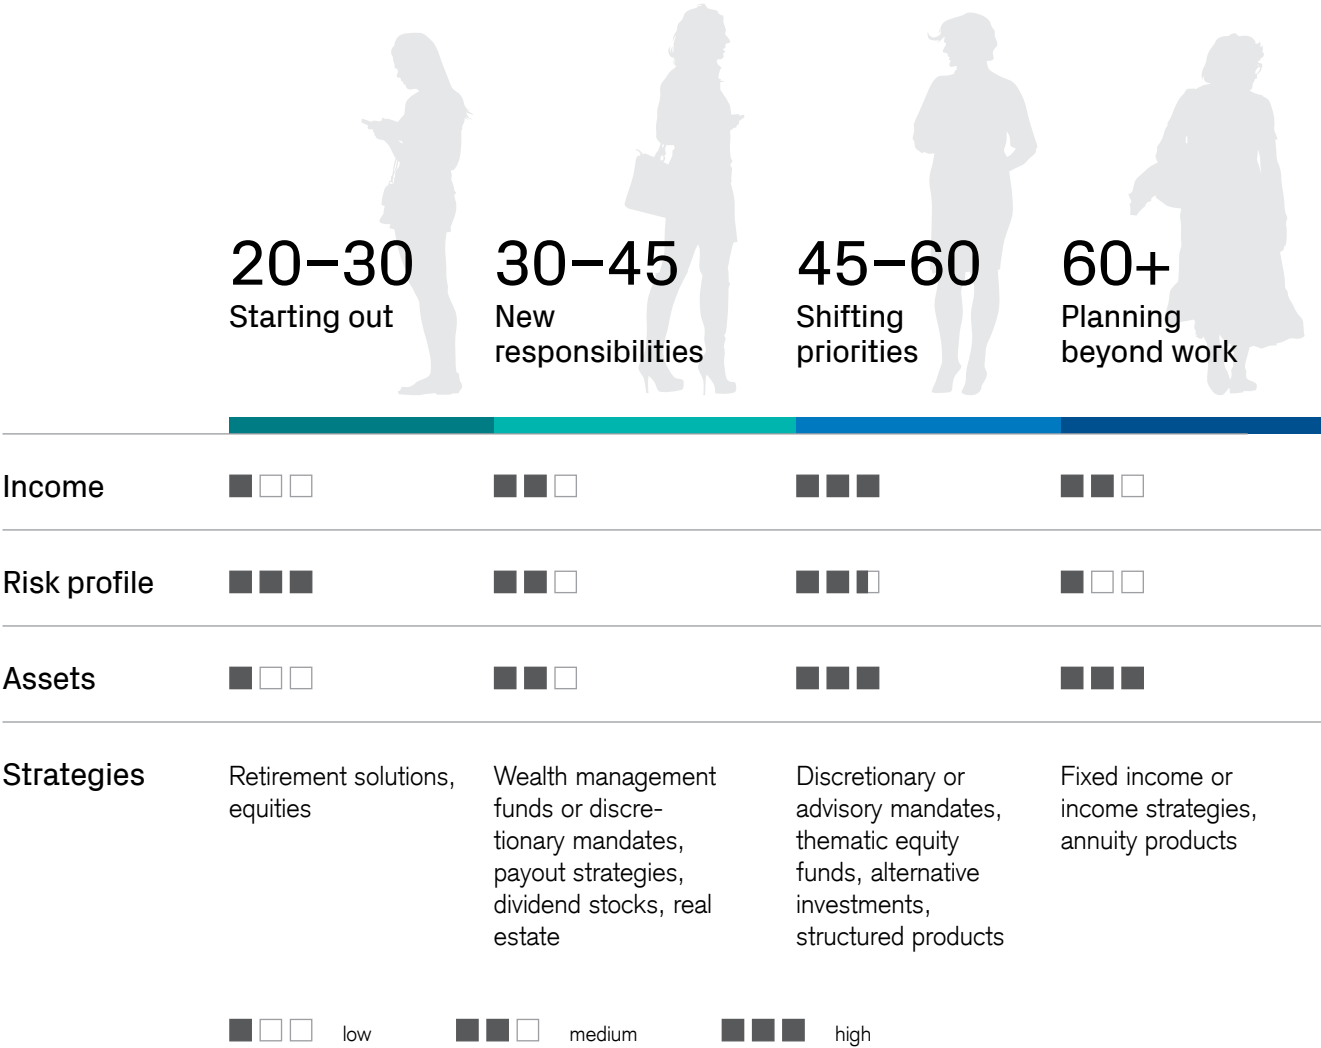 20–30
Starting out
30–45
New
responsibilities
45–60
Shifting
priorities
60+
Planning
beyond work
Income
Risk profile
Assets
Strategies
Retirement solutions,
equities
Wealth management
funds or discre-
tionary mandates,
payout strategies,
dividend stocks, real
estate
Discretionary or
advisory mandates,
thematic equity
funds, alternative
investments,
structured products
Fixed income or
income strategies,
annuity products
low
medium
high